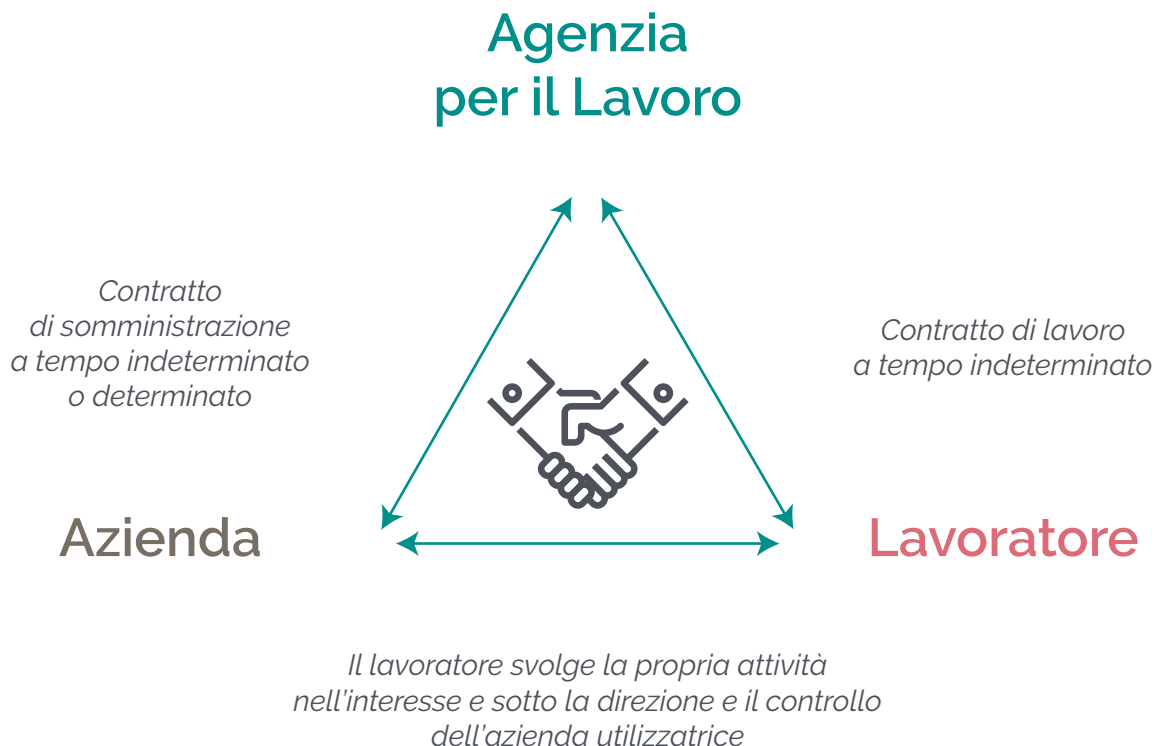 Agenzia
per il Lavoro
Contratto
di somministrazione
a tempo indeterminato
o determinato
Contratto di lavoro
a tempo indeterminato
Azienda
Lavoratore
Il lavoratore svolge la propria attività
nell'interesse e sotto la direzione e il controllo
dell'azienda utilizzatrice